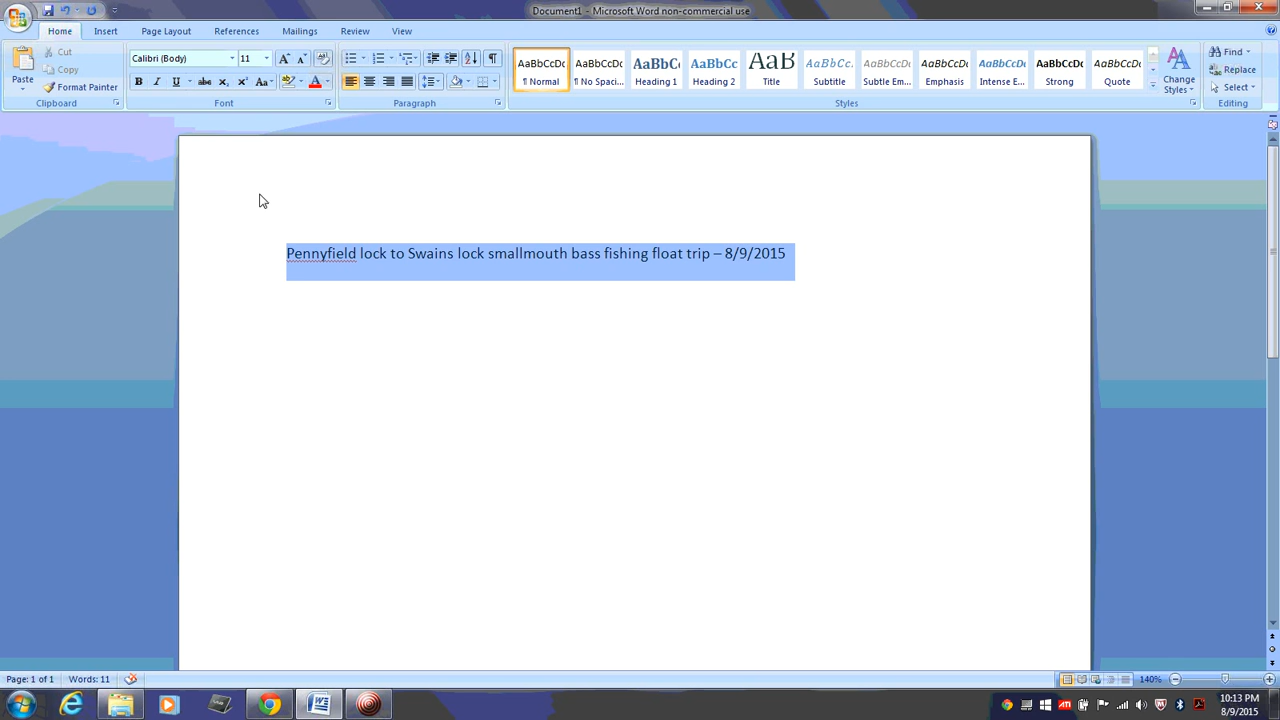 Document1 - Microsoft Word non-commercial use
Home Insert Page Layout References Mailings Review View
Paste
Cut
Copy
Format Painter
Clipboard
Calibri (Body) 11
B I U abc x₂ x² Aa
Font
Paragraph
AaBbCcDc AaBbCcDc AaBbCc AaBbCc AaB AaBbCc. AaBbCcDc AaBbCcDc AaBbCcDc AaBbCcDc AaBbCcDc
¶ Normal ¶ No Spaci... Heading 1 Heading 2 Title Subtitle Subtle Em... Emphasis Intense E... Strong Quote
Change Styles
Styles
Find
Replace
Select
Editing
Pennyfield lock to Swains lock smallmouth bass fishing float trip – 8/9/2015
Page: 1 of 1 Words: 11 140%
10:13 PM
8/9/2015